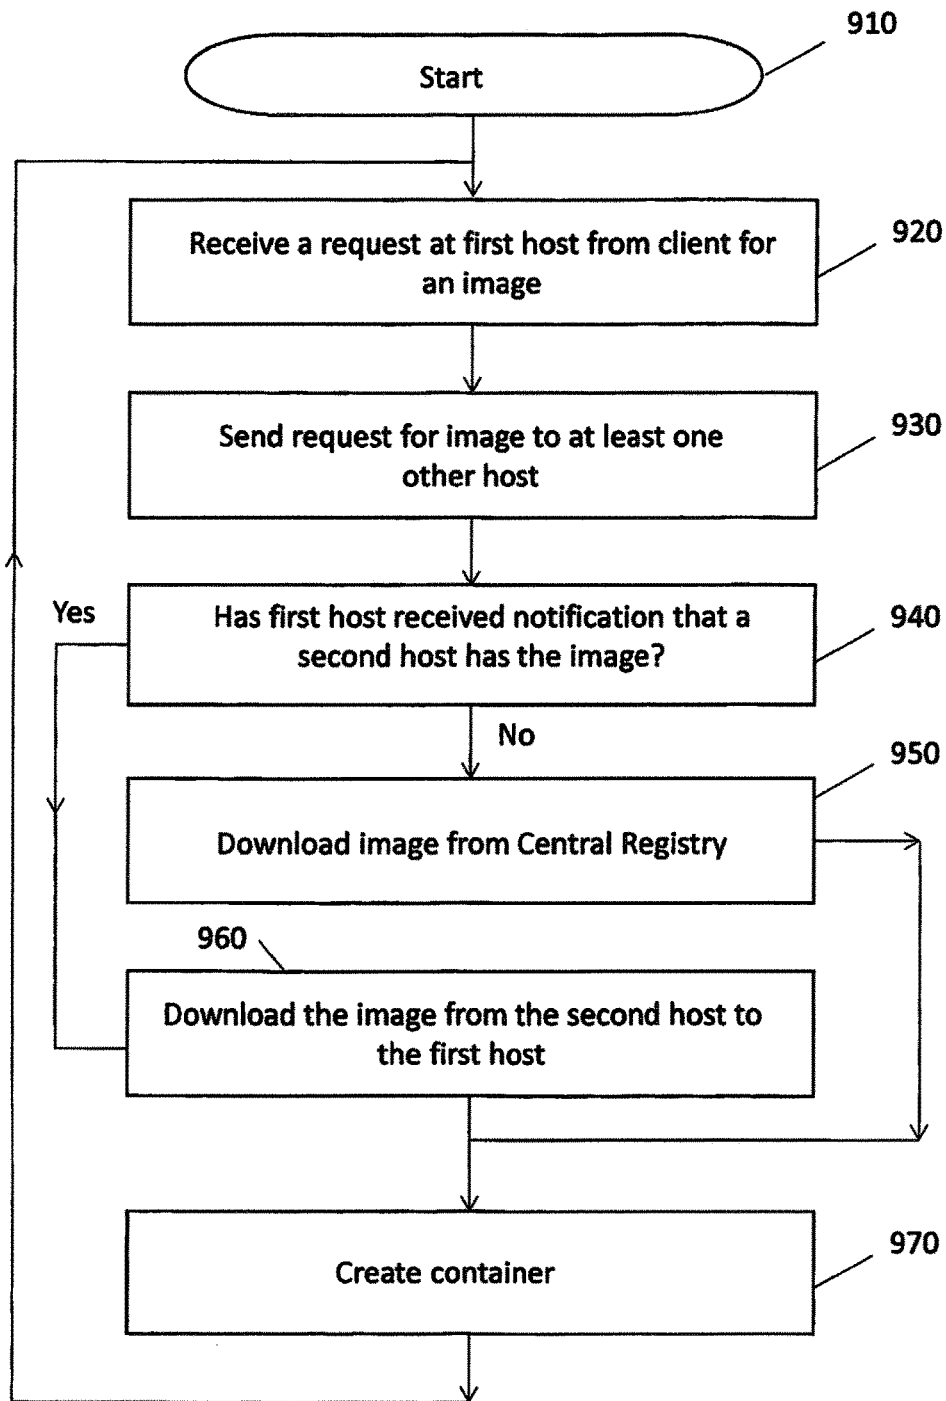 910
Start
Receive a request at first host from client for
an image
920
Send request for image to at least one
other host
930
Yes
Has first host received notification that a
second host has the image?
940
No
950
Download image from Central Registry
960
Download the image from the second host to
the first host
Create container
970